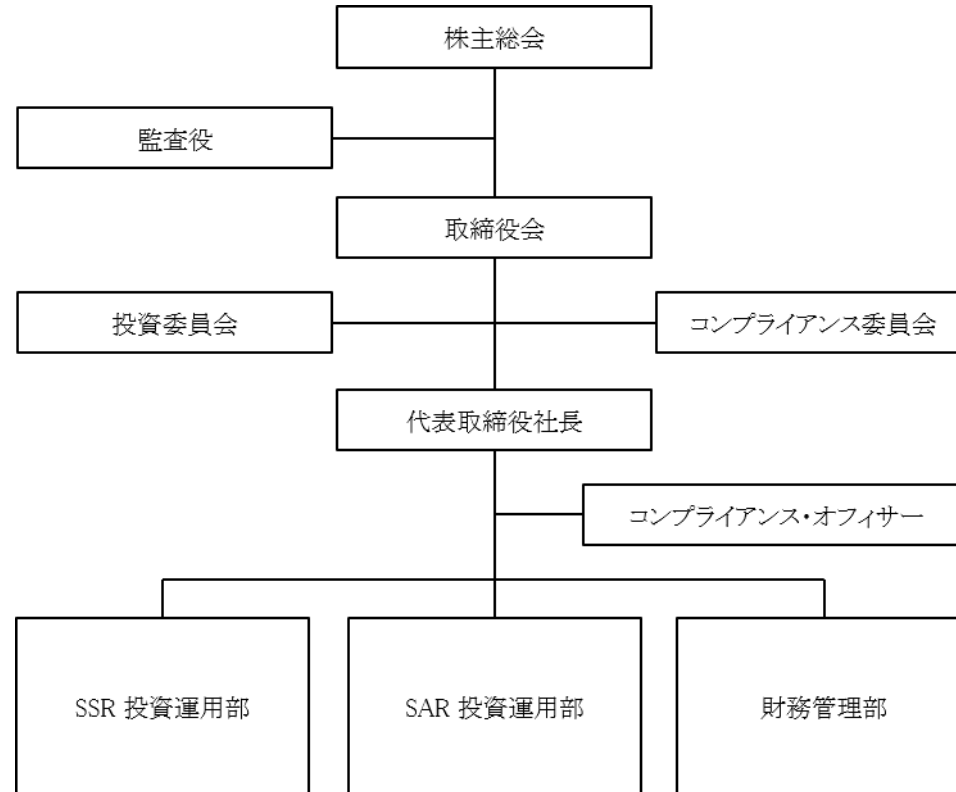 株主総会
監査役
取締役会
投資委員会
コンプライアンス委員会
代表取締役社長
コンプライアンス・オフィサー
SSR 投資運用部
SAR 投資運用部
財務管理部